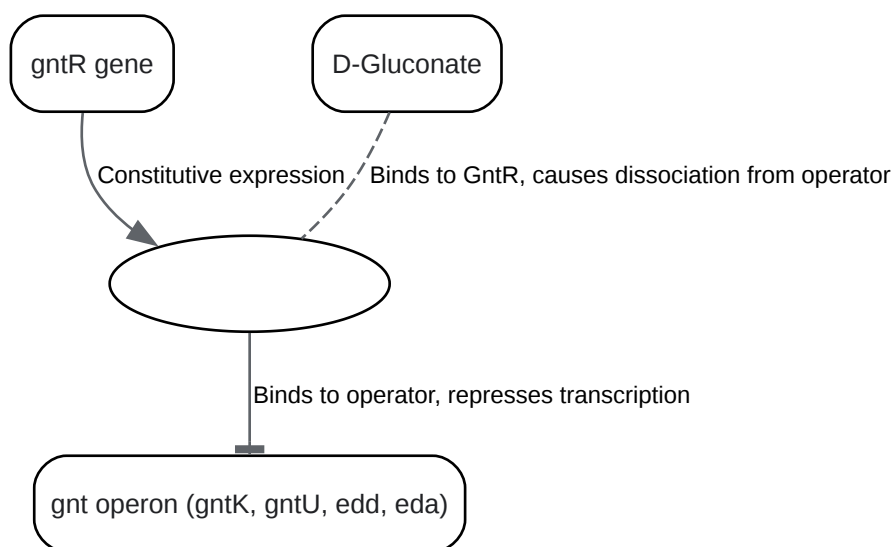 gntR gene
D-Gluconate
Constitutive expression
Binds to GntR, causes dissociation from operator
Binds to operator, represses transcription
gnt operon (gntK, gntU, edd, eda)